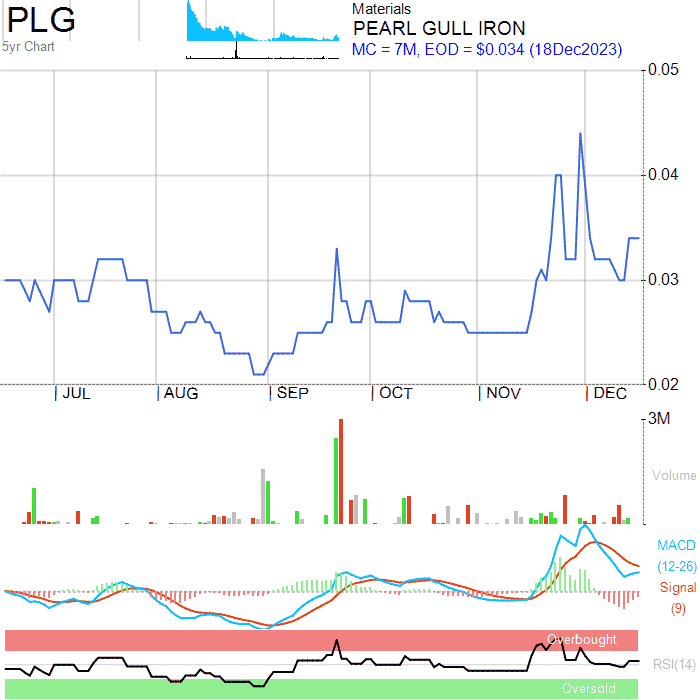 PLG
5yr Chart
Materials
PEARL GULL IRON
MC = 7M, EOD = $0.034 (18Dec2023)
0.05
0.04
0.03
0.02
| JUL | AUG | SEP | OCT | NOV | DEC
3M
Volume
MACD
(12-26)
Signal
(9)
Overbought
RSI(14)
Oversold